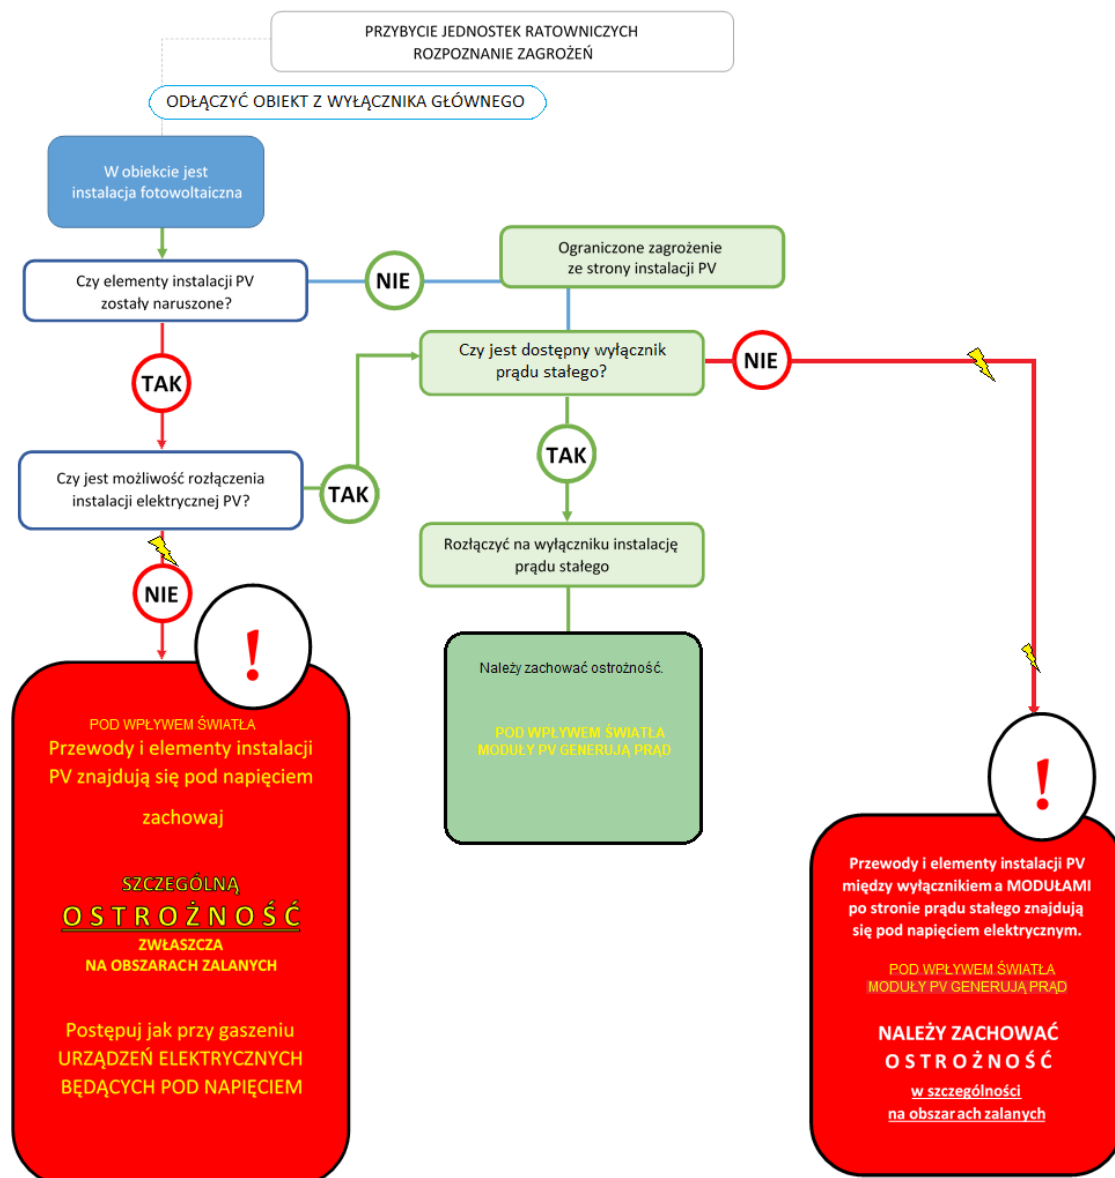 PRZYBYCIE JEDNOSTEK RATOWNICZYCH
ROZPOZNANIE ZAGROŻEŃ
ODŁĄCZYĆ OBIEKT Z WYŁĄCZNIKA GŁÓWNEGO
W obiekcie jest
instalacja fotowoltaiczna
Ograniczone zagrożenie
ze strony instalacji PV
Czy elementy instalacji PV
zostały naruszone?
NIE
Czy jest dostępny wyłącznik
prądu stałego?
NIE
TAK
TAK
Czy jest możliwość rozłączenia
instalacji elektrycznej PV?
TAK
Rozłączyć na wyłączniku instalację
prądu stałego
NIE
!
Należy zachować ostrożność.
POD WPŁYWEM ŚWIATŁA
MODUŁY PV GENERUJĄ PRĄD
POD WPŁYWEM ŚWIATŁA
Przewody i elementy instalacji
PV znajdują się pod napięciem
zachowaj
SZCZEGÓLNĄ
O S T R O Ż N O Ś Ć
ZWŁASZCZA
NA OBSZARACH ZALANYCH
Postępuj jak przy gaszeniu
URZĄDZEŃ ELEKTRYCZNYCH
BĘDĄCYCH POD NAPIĘCIEM
!
Przewody i elementy instalacji PV
między wyłącznikiem a MODUŁAMI
po stronie prądu stałego znajdują
się pod napięciem elektrycznym.
POD WPŁYWEM ŚWIATŁA
MODUŁY PV GENERUJĄ PRĄD
NALEŻY ZACHOWAĆ
O S T R O Ż N O Ś Ć
w szczególności
na obszarach zalanych